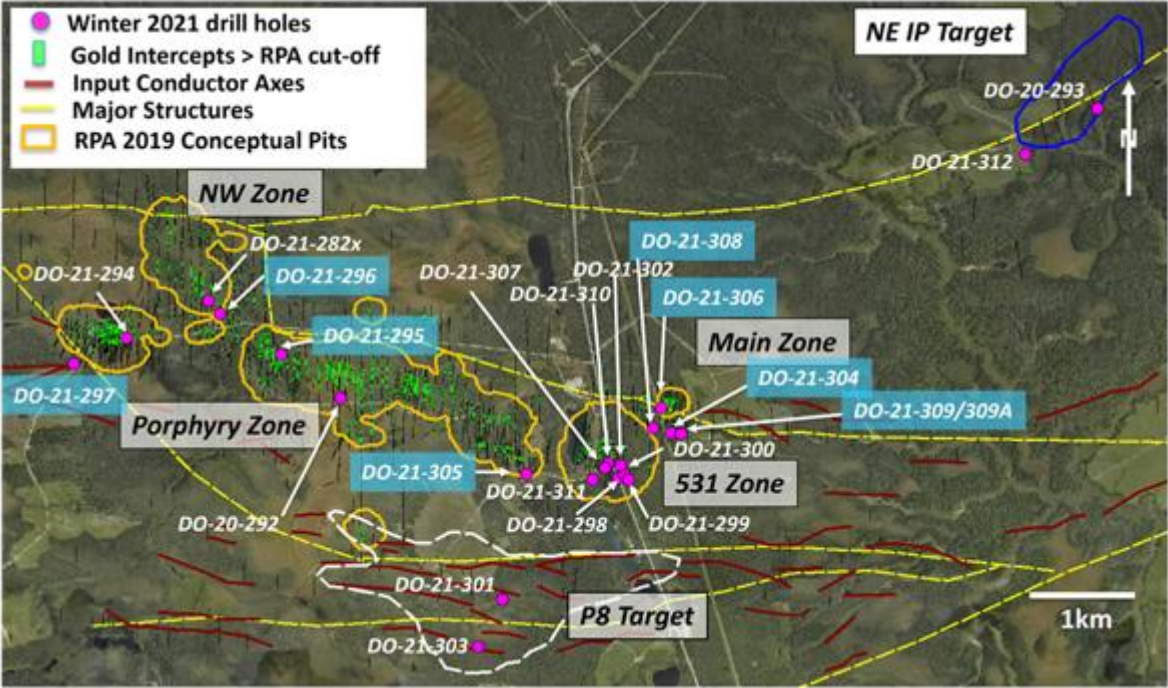 Winter 2021 drill holes
Gold Intercepts > RPA cut-off
Input Conductor Axes
Major Structures
RPA 2019 Conceptual Pits
NE IP Target
DO-20-293
N
DO-21-312
NW Zone
DO-21-282x
DO-21-294
DO-21-296
DO-21-307
DO-21-302
DO-21-308
DO-21-310
DO-21-306
DO-21-295
Main Zone
DO-21-304
DO-21-297
Porphyry Zone
DO-21-309/309A
DO-21-300
DO-21-305
DO-21-311
531 Zone
DO-20-292
DO-21-298
DO-21-299
DO-21-301
P8 Target
1km
DO-21-303